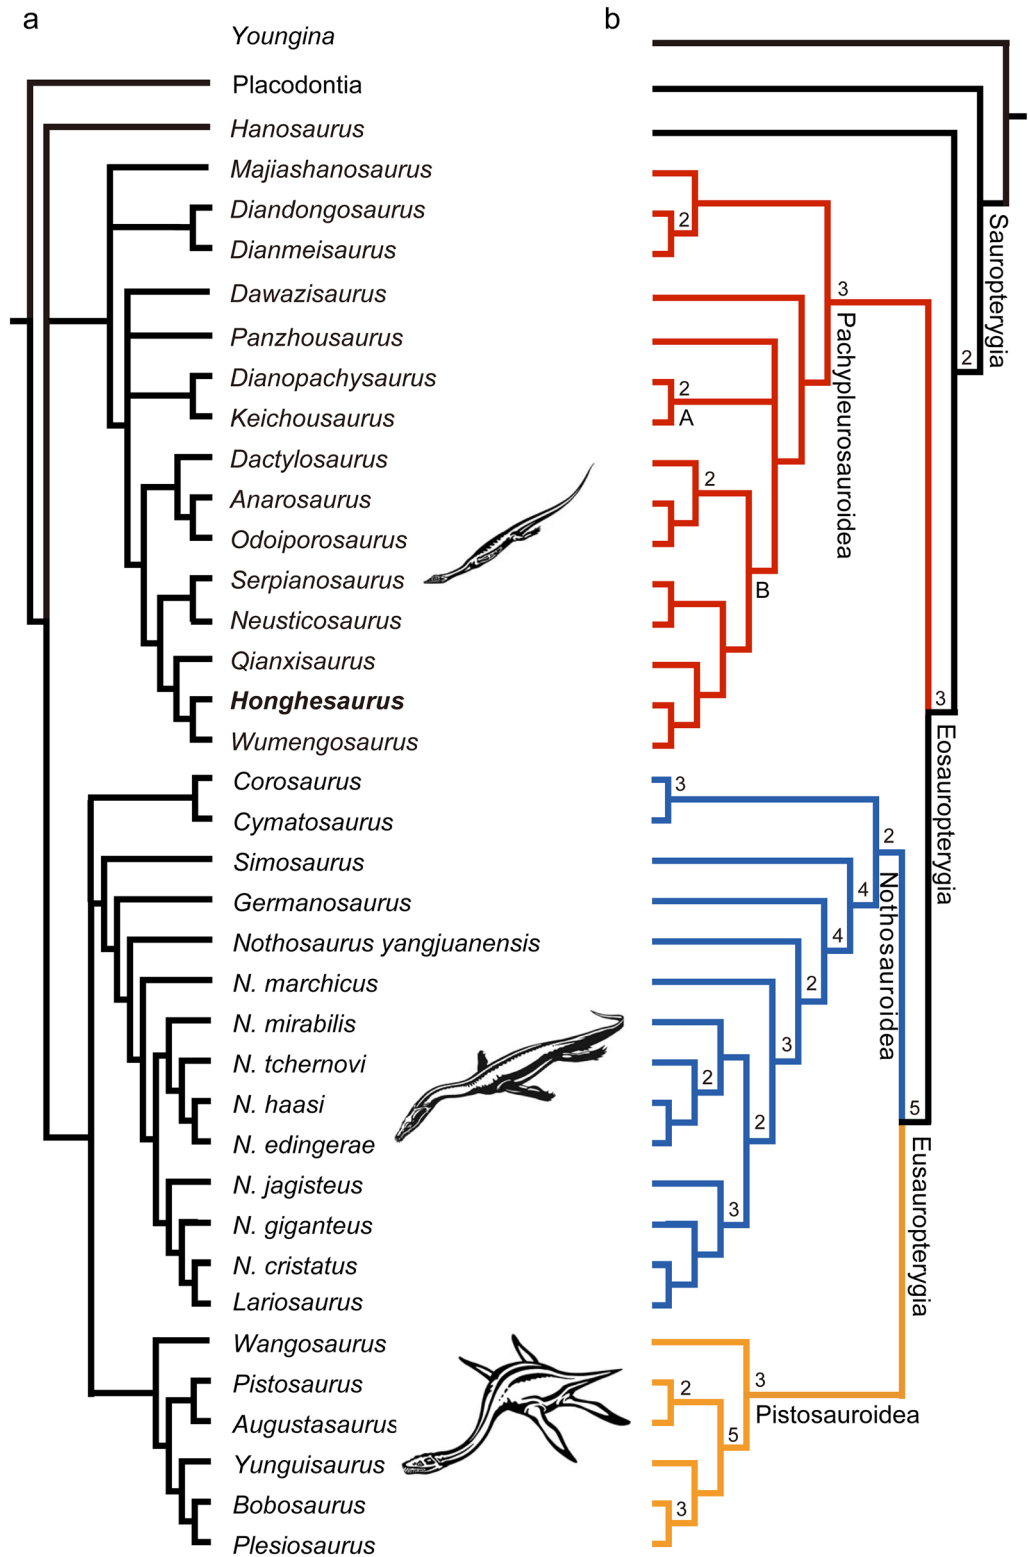 a
b
Youngina
Placodontia
Hanosaurus
Majiashanosaurus
Diandongosaurus
Dianmeisaurus
Dawazisaurus
Panzhousaurus
Dianopachysaurus
Keichousaurus
Dactylosaurus
Anarosaurus
Odoiporosaurus
Serpianosaurus
Neusticosaurus
Qianxisaurus
Honghesaurus
Wumengosaurus
Corosaurus
Cymatosaurus
Simosaurus
Germanosaurus
Nothosaurus yangjuanensis
N. marchicus
N. mirabilis
N. tchernovi
N. haasi
N. edingerae
N. jagisteus
N. giganteus
N. cristatus
Lariosaurus
Wangosaurus
Pistosaurus
Augustasaurus
Yunguisaurus
Bobosaurus
Plesiosaurus
2
3
Pachypleurosauroidea
2
A
2
B
Sauropterygia
2
3
Eosauropterygia
3
2
Nothosauroidea
4
4
2
3
2
2
3
5
Eusauropterygia
3
Pistosauroidea
2
5
3